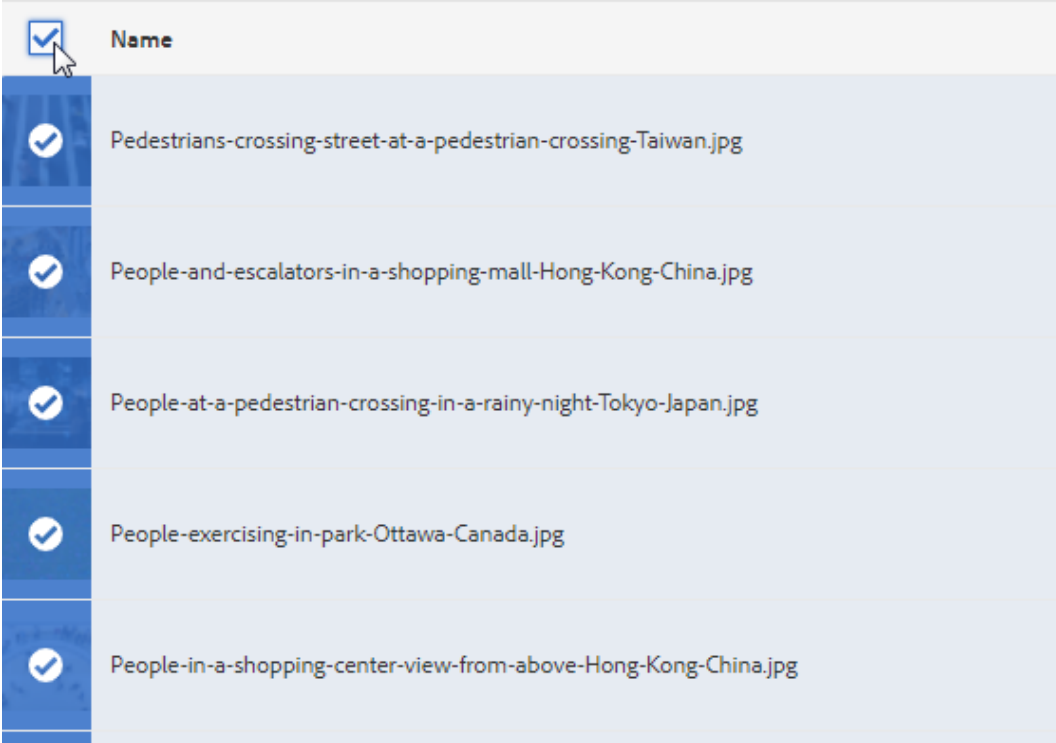 Name
Pedestrians-crossing-street-at-a-pedestrian-crossing-Taiwan.jpg
People-and-escalators-in-a-shopping-mall-Hong-Kong-China.jpg
People-at-a-pedestrian-crossing-in-a-rainy-night-Tokyo-Japan.jpg
People-exercising-in-park-Ottawa-Canada.jpg
People-in-a-shopping-center-view-from-above-Hong-Kong-China.jpg